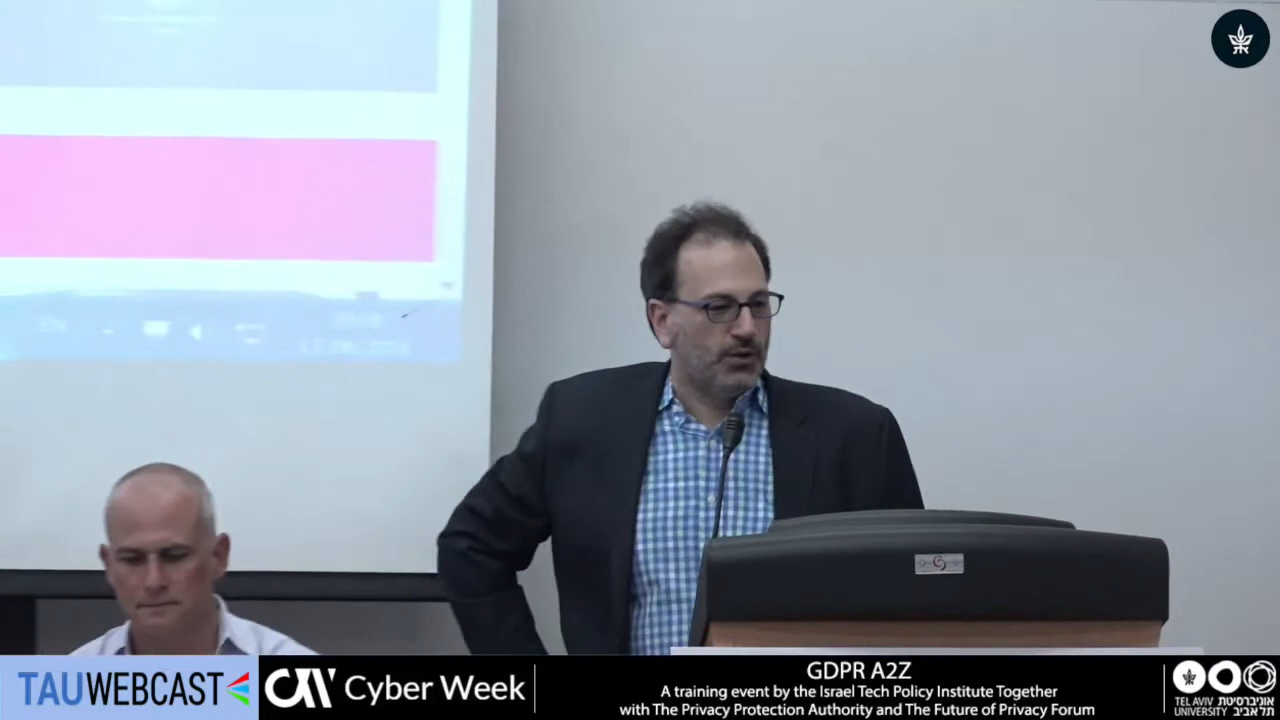 TAUWEBCAST
Cyber Week
GDPR A2Z
A training event by the Israel Tech Policy Institute Together
with The Privacy Protection Authority and The Future of Privacy Forum
TEL AVIV אוניברסיטת
UNIVERSITY תל אביב